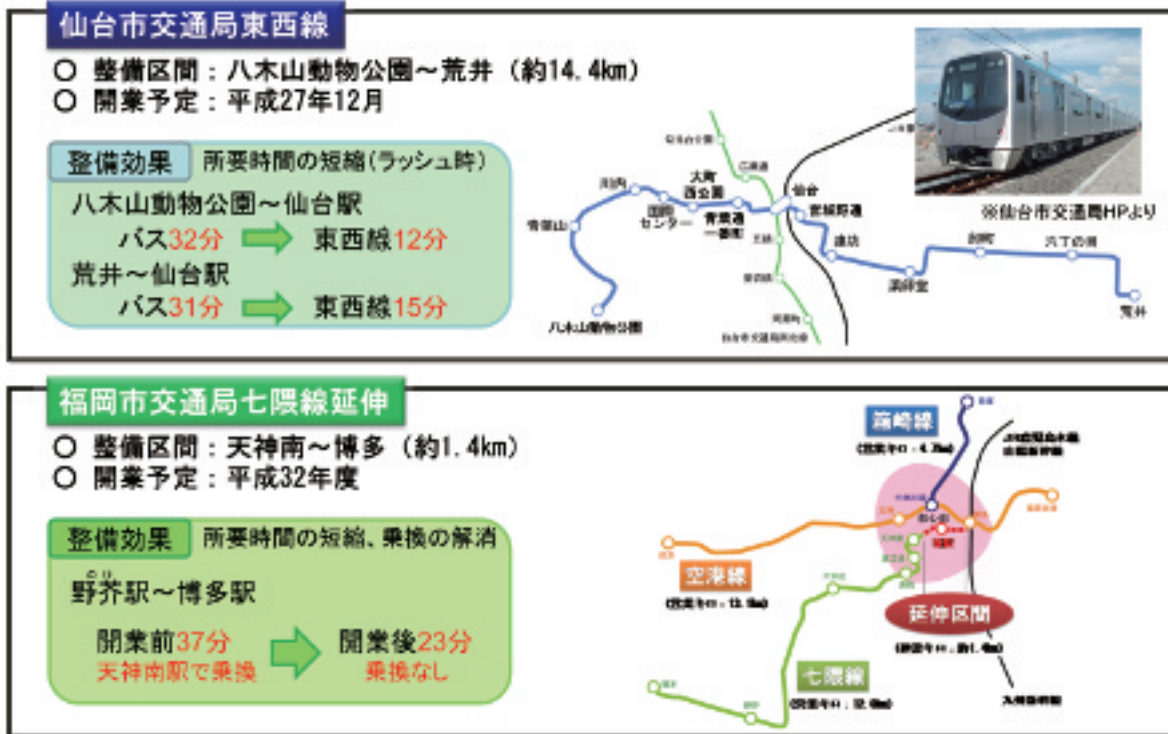 仙台市交通局東西線
○ 整備区間：八木山動物公園～荒井（約14.4km）
○ 開業予定：平成27年12月
整備効果 所要時間の短縮(ラッシュ時)
八木山動物公園～仙台駅
バス32分 東西線12分
荒井～仙台駅
バス31分 東西線15分
※仙台市交通局HPより
広瀬通
大町
西公園
仙台
川内
国際
センター
青葉通
一番町
宮城野通
青葉山
連坊
卸町
六丁の目
薬師堂
荒井
八木山動物公園
福岡市交通局七隈線延伸
○ 整備区間：天神南～博多（約1.4km）
○ 開業予定：平成32年度
整備効果 所要時間の短縮、乗換の解消
のけ
野芥駅～博多駅
開業前37分 開業後23分
天神南駅で乗換 乗換なし
箱崎線
空港線
延伸区間
七隈線